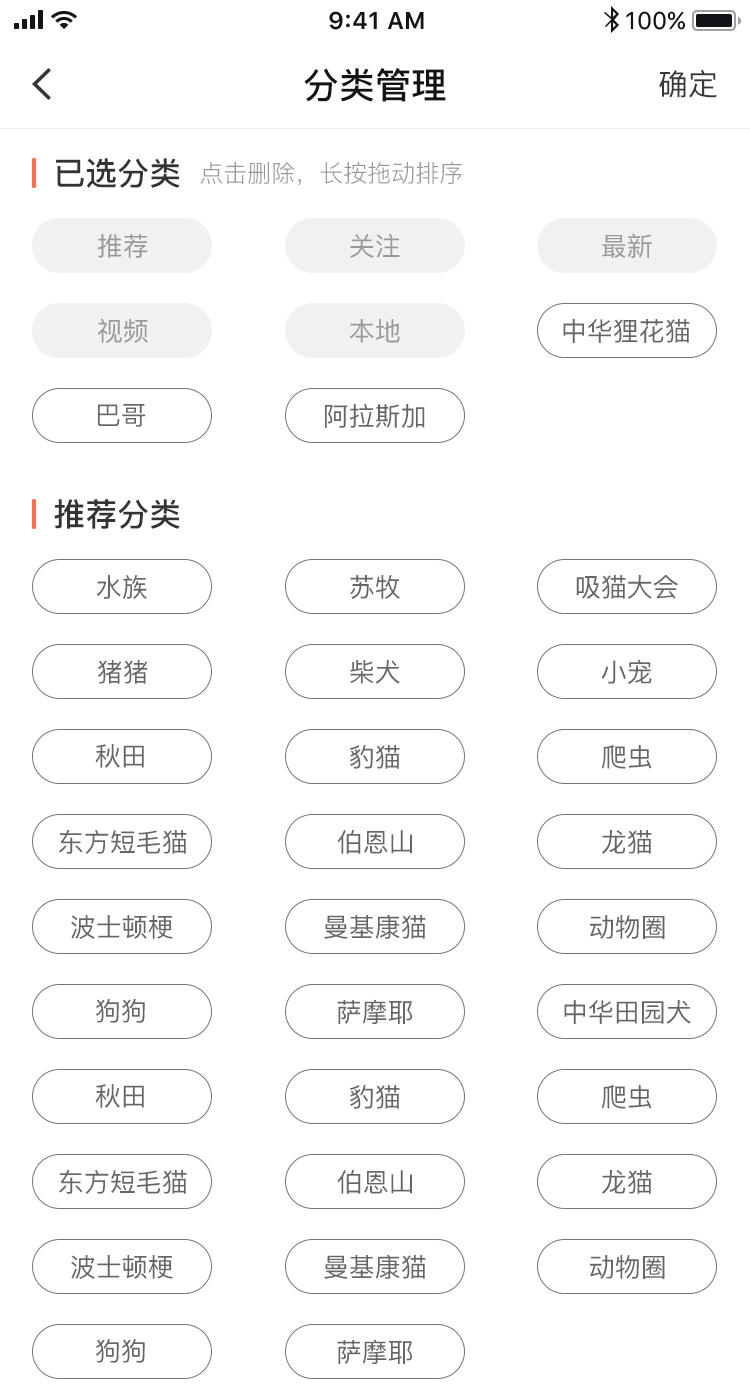 9:41 AM 100%
分类管理 确定
已选分类 点击删除，长按拖动排序
推荐 关注 最新
视频 本地 中华狸花猫
巴哥 阿拉斯加
推荐分类
水族 苏牧 吸猫大会
猪猪 柴犬 小宠
秋田 豹猫 爬虫
东方短毛猫 伯恩山 龙猫
波士顿梗 曼基康猫 动物圈
狗狗 萨摩耶 中华田园犬
秋田 豹猫 爬虫
东方短毛猫 伯恩山 龙猫
波士顿梗 曼基康猫 动物圈
狗狗 萨摩耶